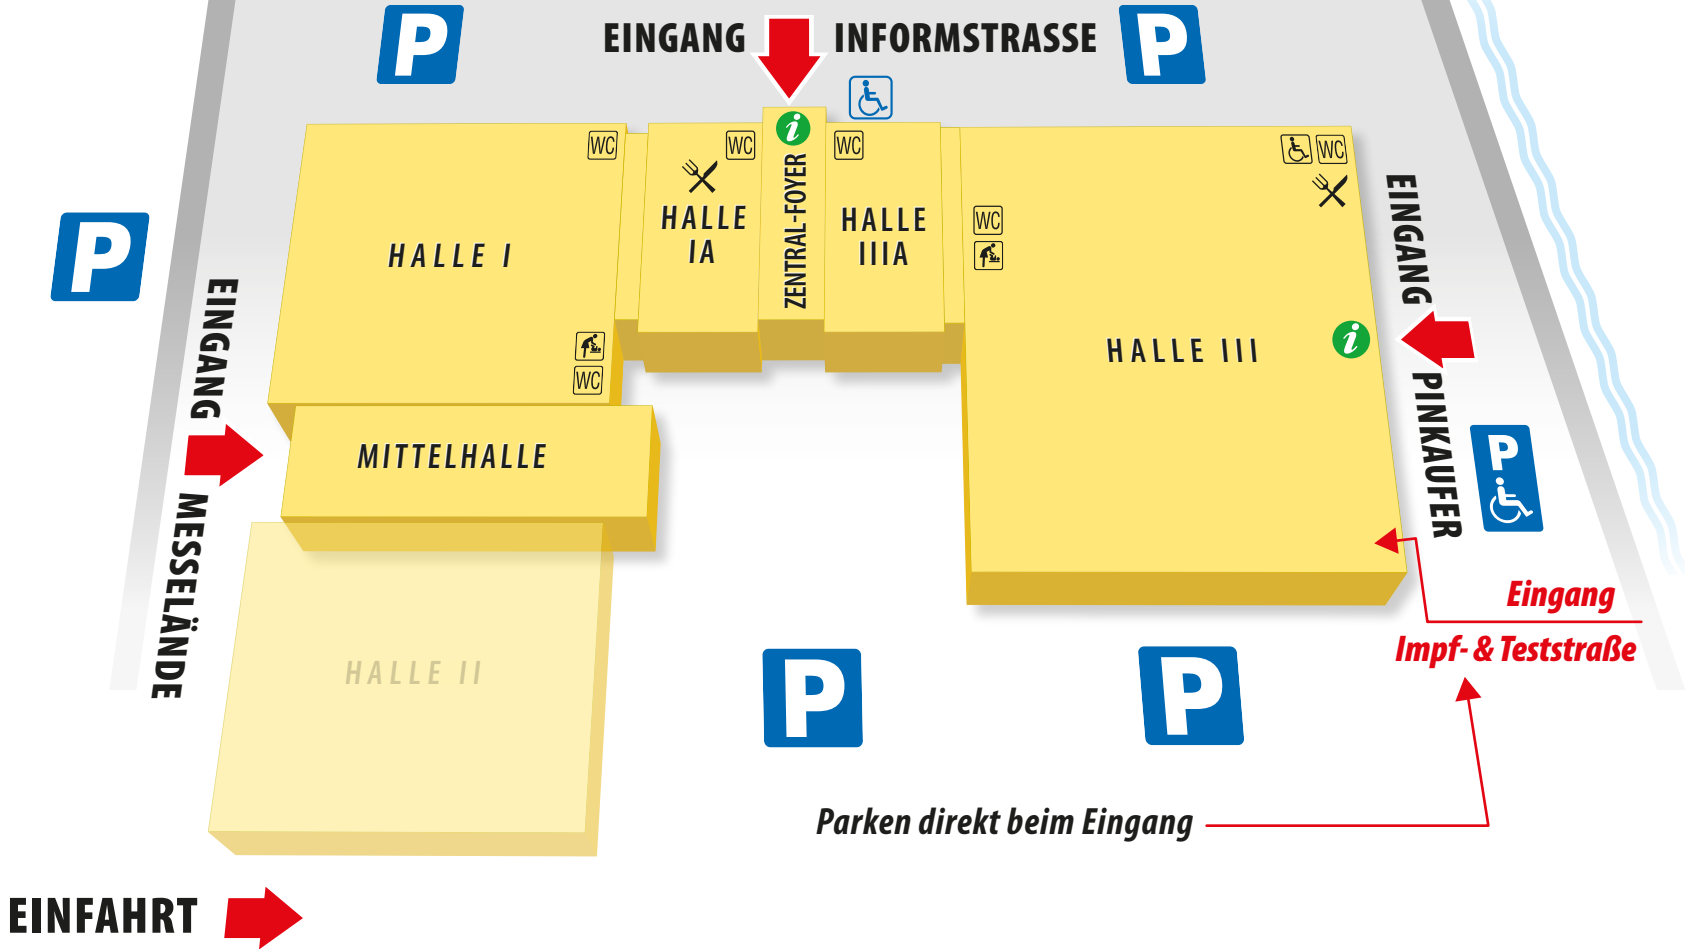 P
EINGANG INFORMSTRASSE
P
WC
WC
WC
WC
i
ZENTRAL-FOYER
HALLE
IA
HALLE
IIIA
WC
P
HALLE I
EINGANG PINKAUFER
EINGANG MESSELÄNDE
HALLE III
i
WC
MITTELHALLE
P
Eingang
Impf- & Teststraße
HALLE II
P
P
Parken direkt beim Eingang
EINFAHRT